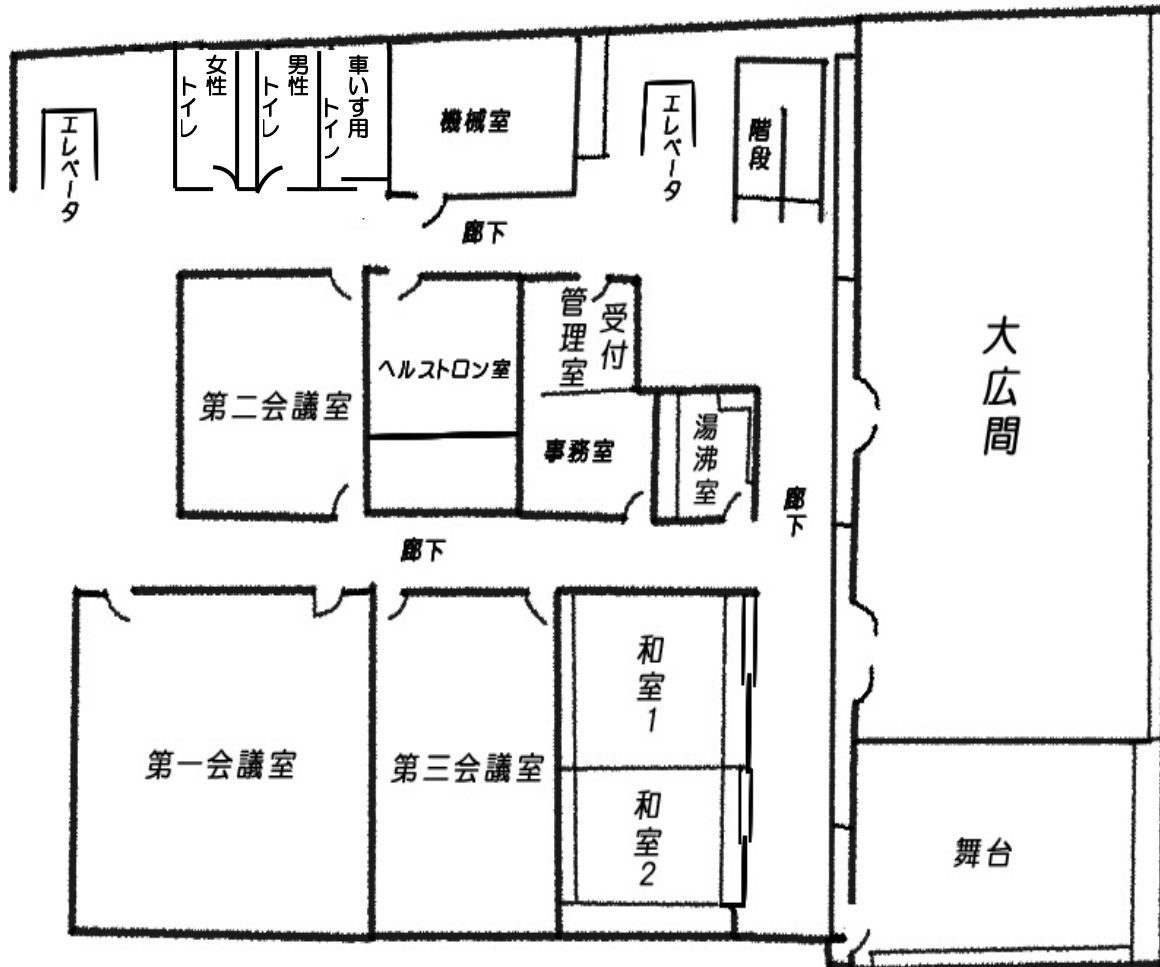 女性
トイレ
男性
トイレ
車いす用
トイレ
機械室
エレベータ
エレベータ
階段
廊下
管理室
受付
ヘルストロン室
第二会議室
事務室
湯沸室
大広間
廊下
廊下
第一会議室
第三会議室
和室1
和室2
舞台